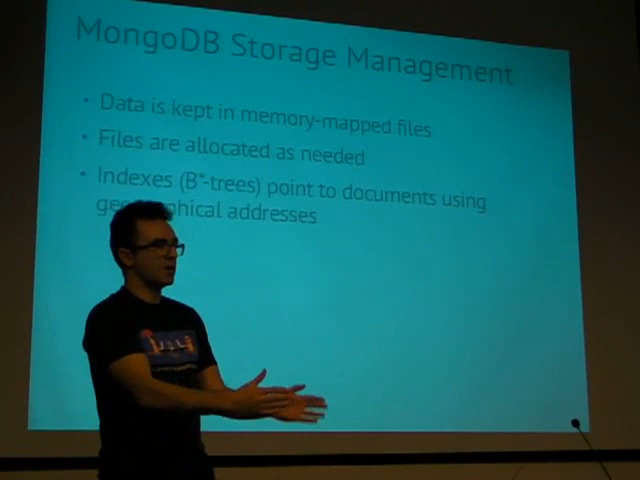 MongoDB Storage Management
• Data is kept in memory-mapped files
• Files are allocated as needed
• Indexes (B*-trees) point to documents using
geographical addresses